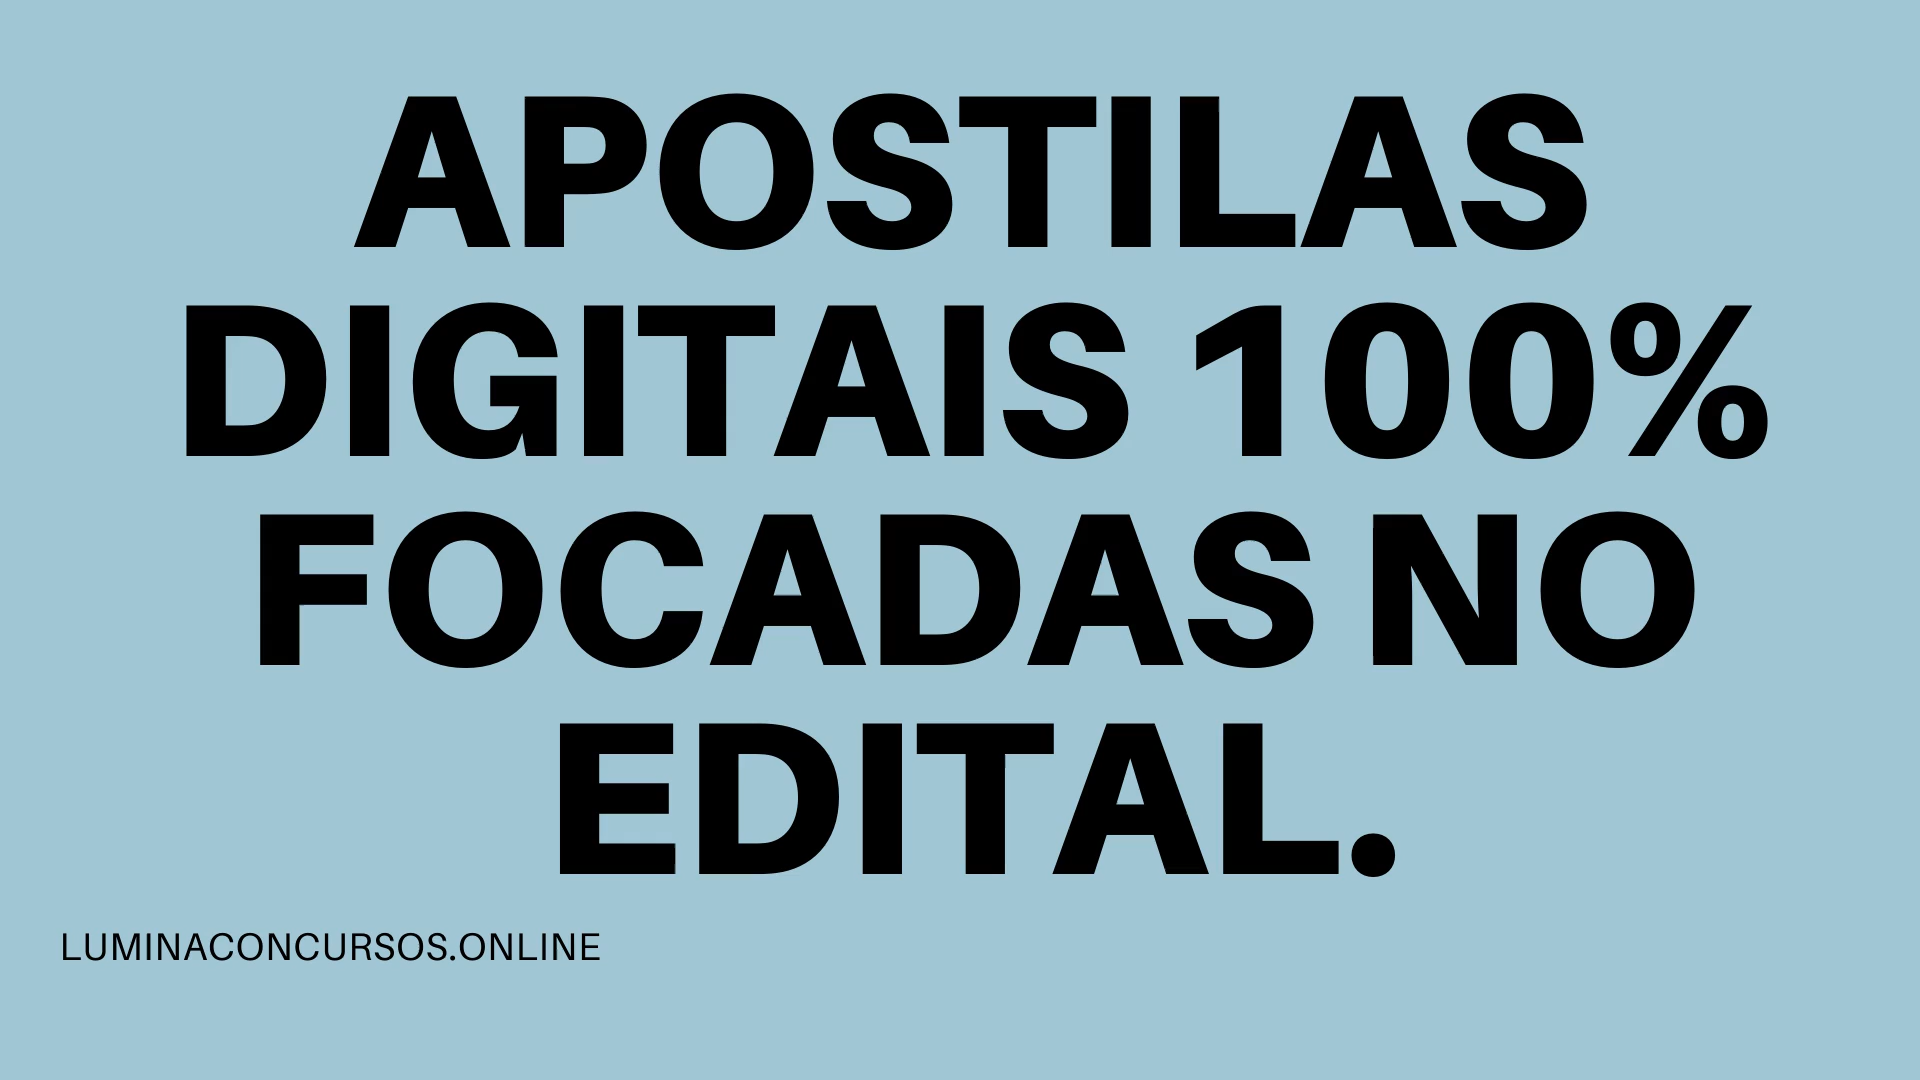 APOSTILAS
DIGITAIS 100%
FOCADAS NO
EDITAL.
LUMINACONCURSOS.ONLINE